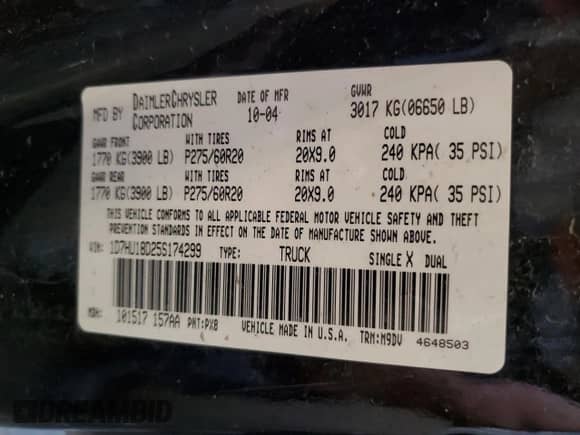 MFD BY DAIMLERCHRYSLER CORPORATION DATE OF MFR 10-04 GVWR 3017 KG(06650 LB)
GAWR FRONT WITH TIRES RIMS AT COLD
1770 KG(3900 LB) P275/60R20 20X9.0 240 KPA( 35 PSI)
GAWR REAR WITH TIRES RIMS AT COLD
1770 KG(3900 LB) P275/60R20 20X9.0 240 KPA( 35 PSI)
THIS VEHICLE CONFORMS TO ALL APPLICABLE FEDERAL MOTOR VEHICLE SAFETY AND THEFT
PREVENTION STANDARDS IN EFFECT ON THE DATE OF MANUFACTURE SHOWN ABOVE.
VIN: 1D7HU18D25S174299 TYPE: TRUCK SINGLE X DUAL
MDH: 101517 157AA PNT:PX8 VEHICLE MADE IN U.S.A. TRN:M9DV 4648503
DREAMBID